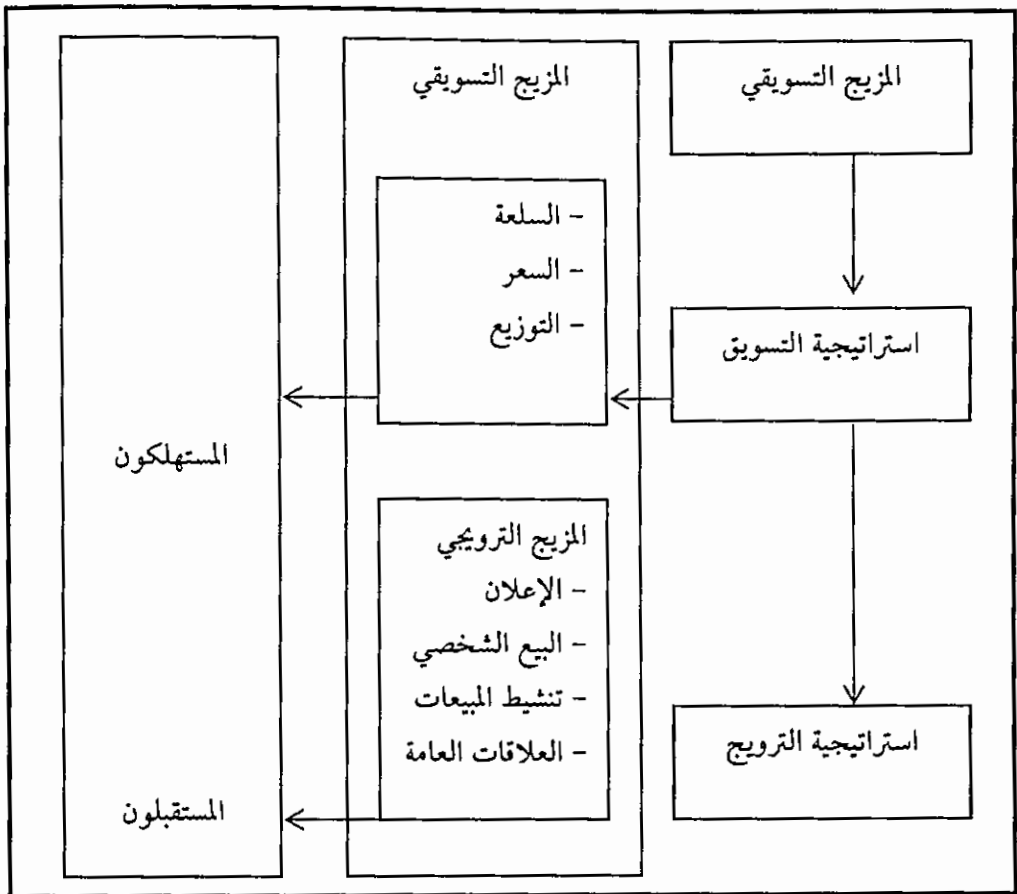 المزيج التسويقي
استراتيجية التسويق
استراتيجية الترويج
المزيج التسويقي
- السلعة
- السعر
- التوزيع
المزيج الترويجي
- الإعلان
- البيع الشخصي
- تنشيط المبيعات
- العلاقات العامة
المستهلكون
المستقبلون